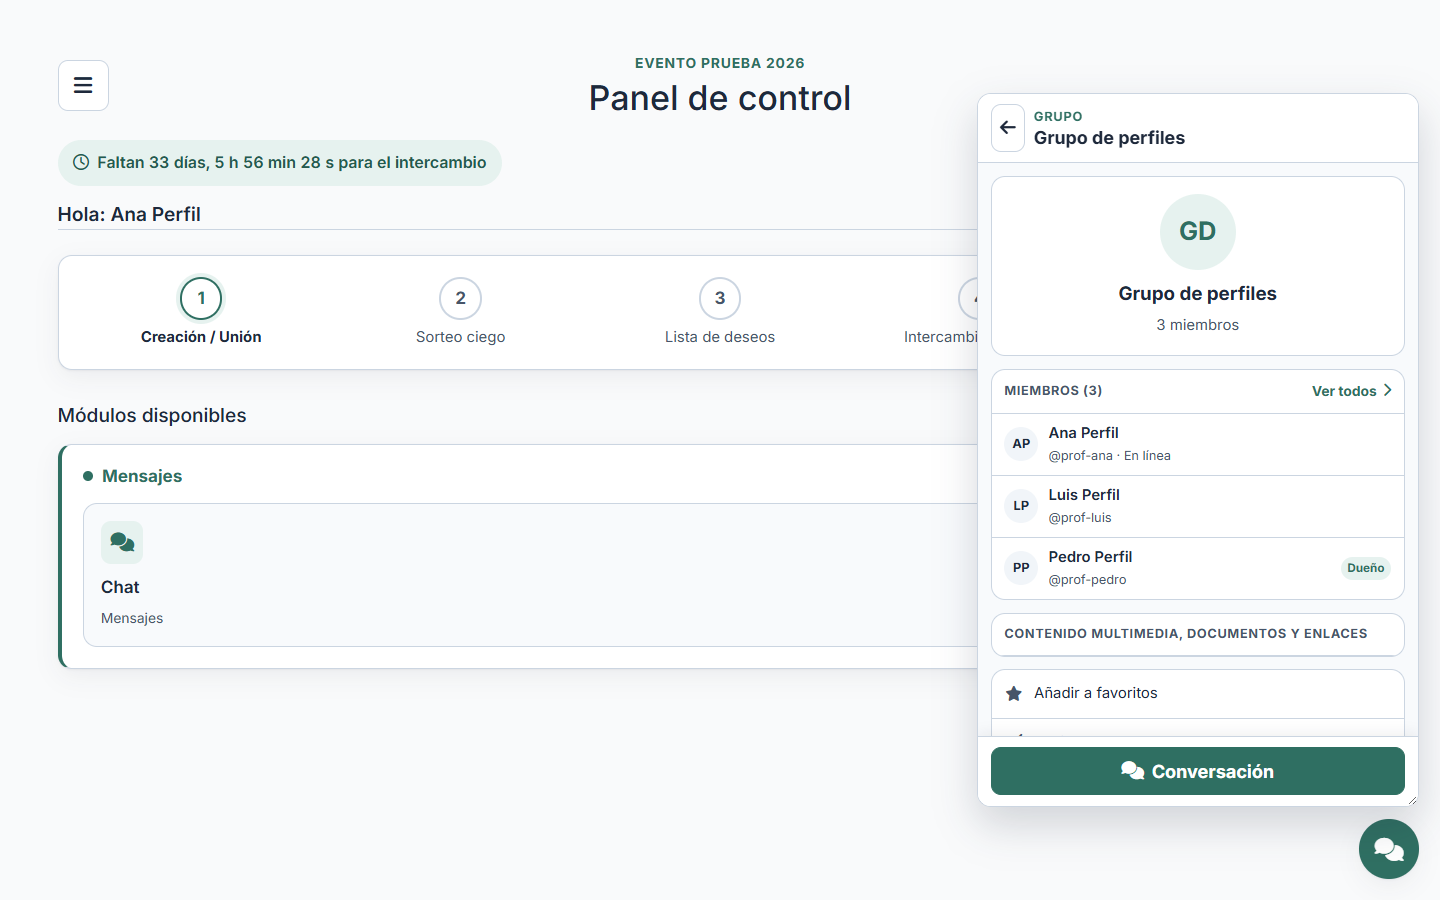 EVENTO PRUEBA 2026
Panel de control
Faltan 33 días, 5 h 56 min 28 s para el intercambio
Hola: Ana Perfil
1
Creación / Unión
2
Sorteo ciego
3
Lista de deseos
Módulos disponibles
Mensajes
Chat
Mensajes
GRUPO
Grupo de perfiles
GD
Grupo de perfiles
3 miembros
MIEMBROS (3)
Ver todos
AP
Ana Perfil
@prof-ana · En línea
LP
Luis Perfil
@prof-luis
PP
Pedro Perfil
@prof-pedro
Dueño
CONTENIDO MULTIMEDIA, DOCUMENTOS Y ENLACES
Añadir a favoritos
Conversación